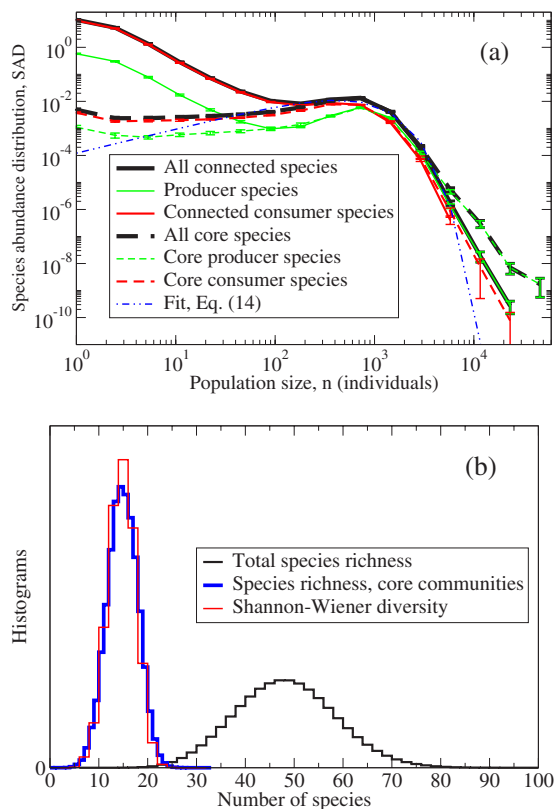 (a)
Species abundance distribution, SAD
10^0
10^-2
10^-4
10^-6
10^-8
10^-10
All connected species
Producer species
Connected consumer species
All core species
Core producer species
Core consumer species
Fit, Eq. (14)
10^0 10^1 10^2 10^3 10^4
Population size, n (individuals)
(b)
Histograms
Total species richness
Species richness, core communities
Shannon-Wiener diversity
0
0 10 20 30 40 50 60 70 80 90 100
Number of species